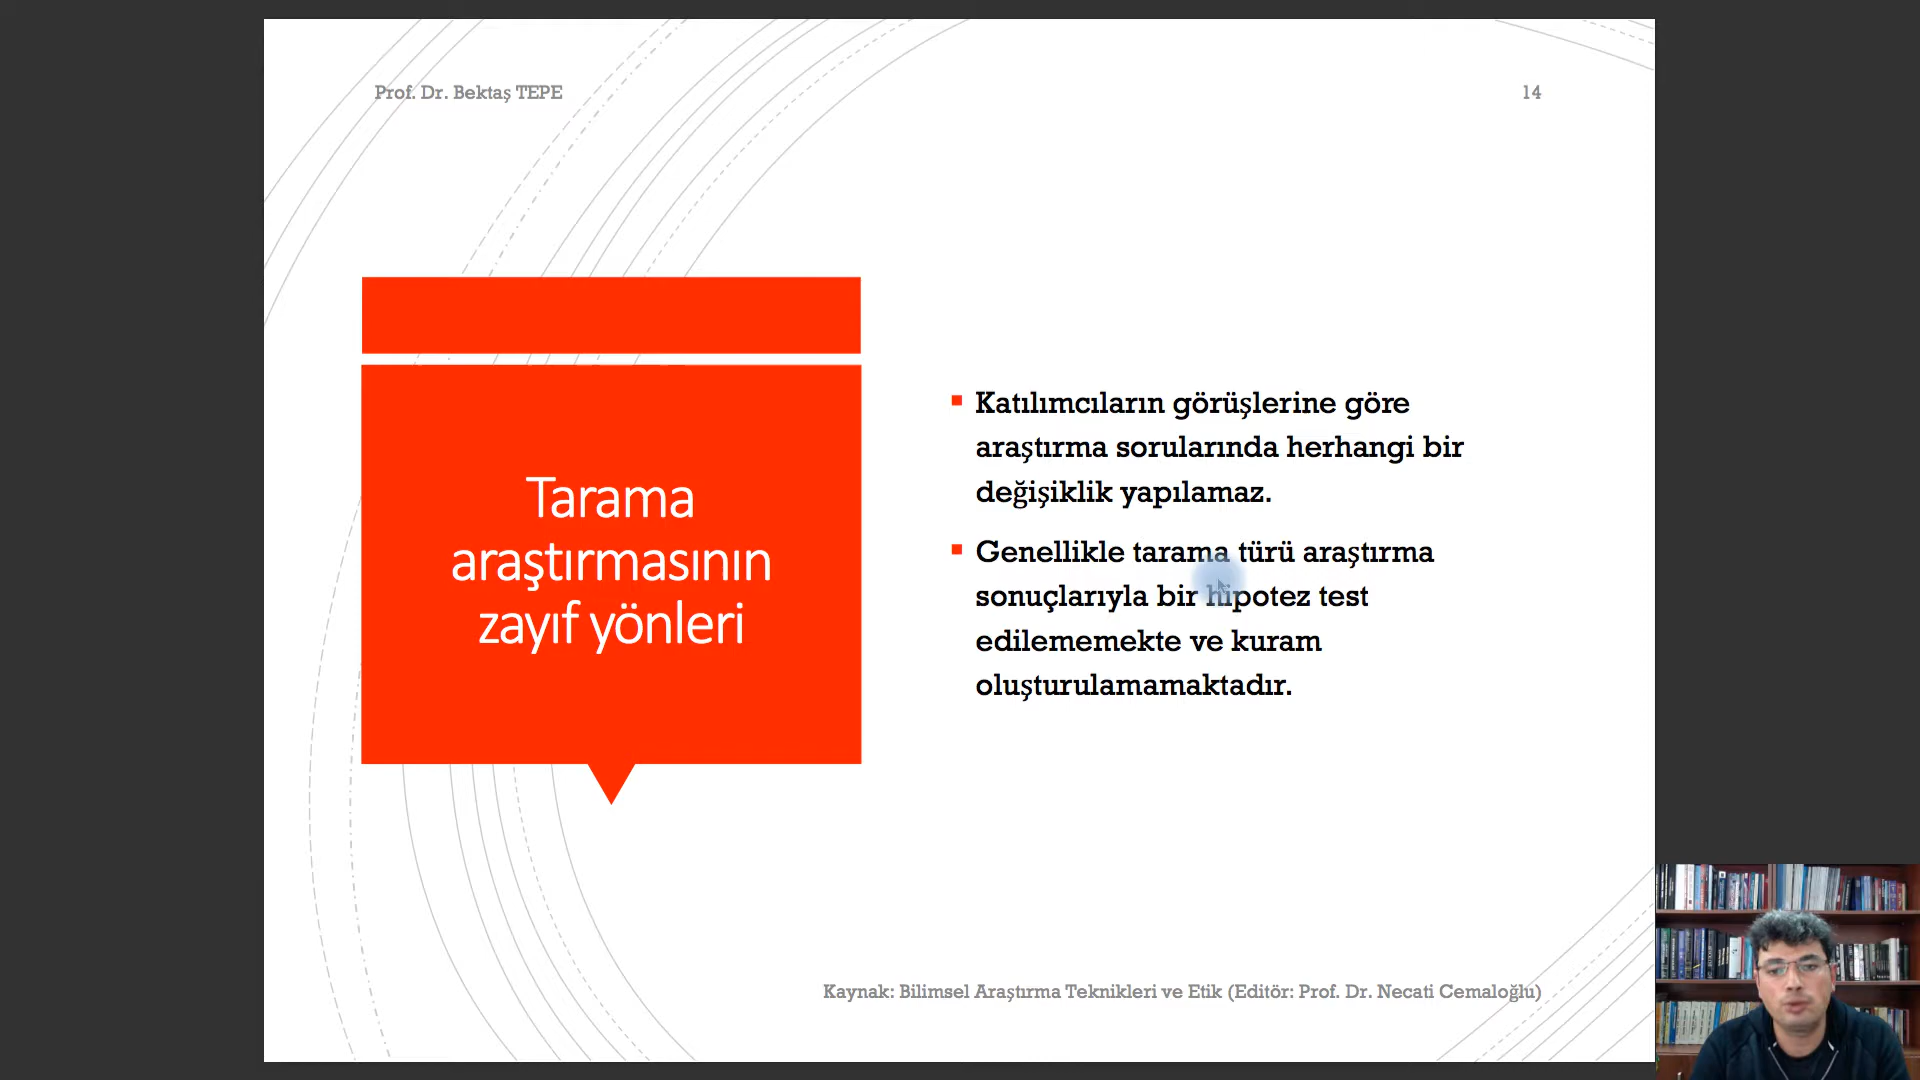 Prof. Dr. Bektaş TEPE
14
Tarama
araştırmasının
zayıf yönleri
Katılımcıların görüşlerine göre
araştırma sorularında herhangi bir
değişiklik yapılamaz.
Genellikle tarama türü araştırma
sonuçlarıyla bir hipotez test
edilememekte ve kuram
oluşturulamamaktadır.
Kaynak: Bilimsel Araştırma Teknikleri ve Etik (Editör: Prof. Dr. Necati Cemaloğlu)